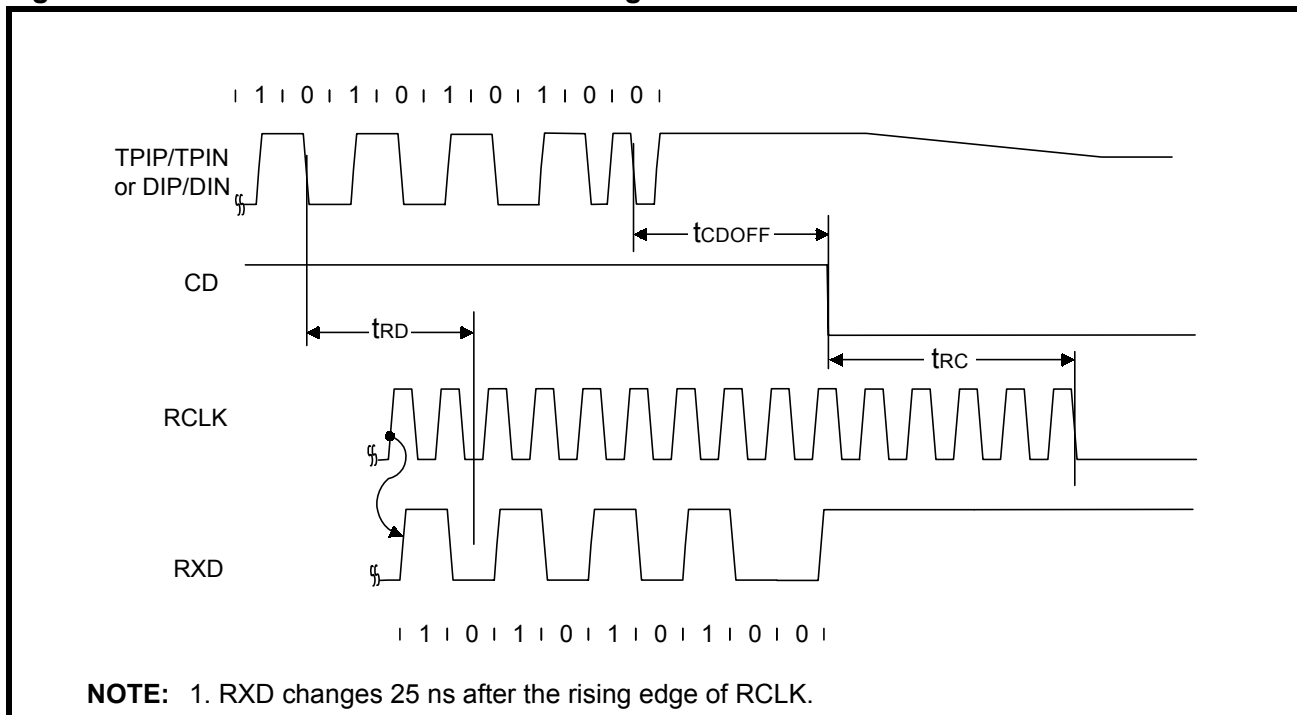 1 0 1 0 1 0 1 0 0
TPIP/TPIN
or DIP/DIN
tCDOFF
CD
tRD
tRC
RCLK
RXD
1 0 1 0 1 0 1 0 0
NOTE: 1. RXD changes 25 ns after the rising edge of RCLK.